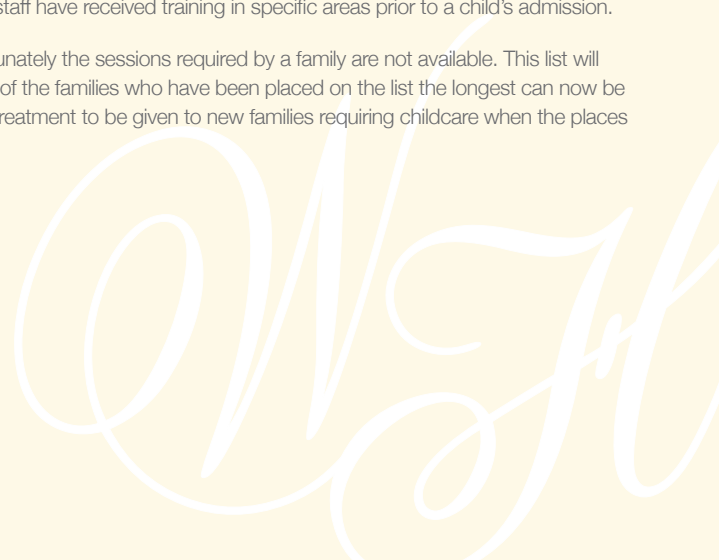 staff have received training in specific areas prior to a child's admission.
unately the sessions required by a family are not available. This list will
of the families who have been placed on the list the longest can now be
reatment to be given to new families requiring childcare when the places
WH